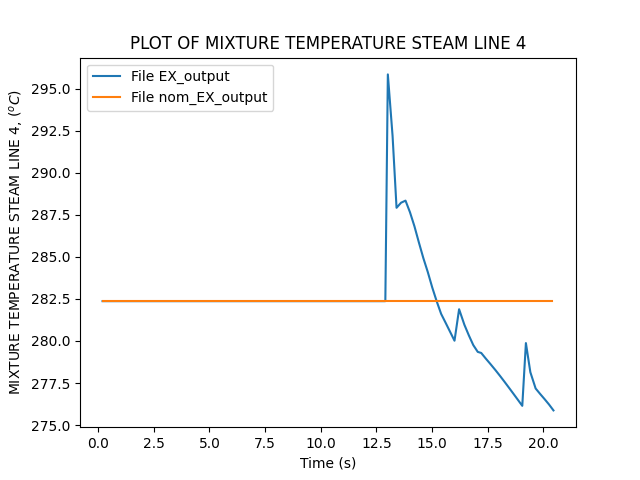 PLOT OF MIXTURE TEMPERATURE STEAM LINE 4
File EX_output
File nom_EX_output
MIXTURE TEMPERATURE STEAM LINE 4, (°C)
295.0
292.5
290.0
287.5
285.0
282.5
280.0
277.5
275.0
0.0 2.5 5.0 7.5 10.0 12.5 15.0 17.5 20.0
Time (s)